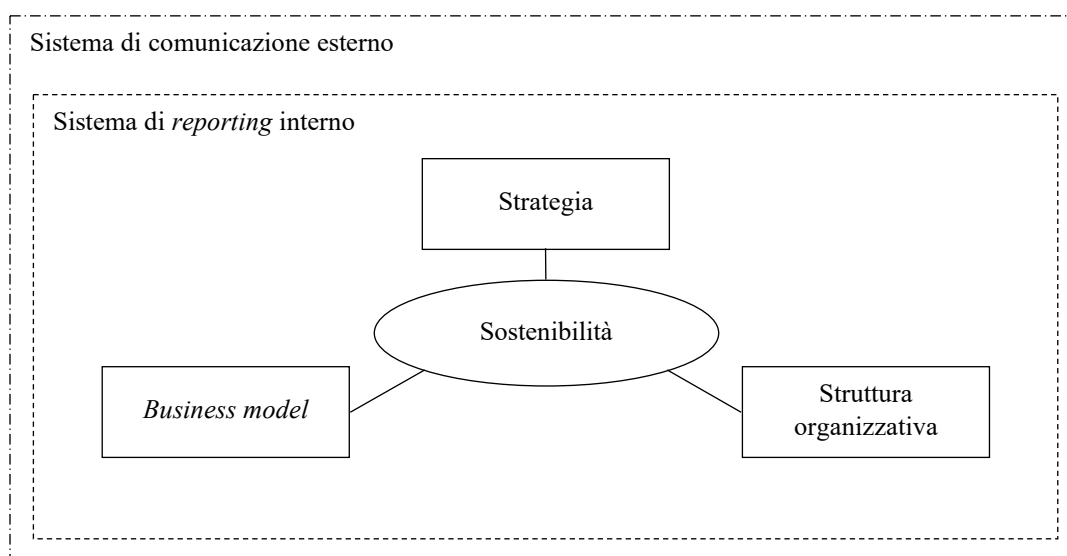 Sistema di comunicazione esterno
Sistema di reporting interno
Strategia
Sostenibilità
Business model
Struttura
organizzativa